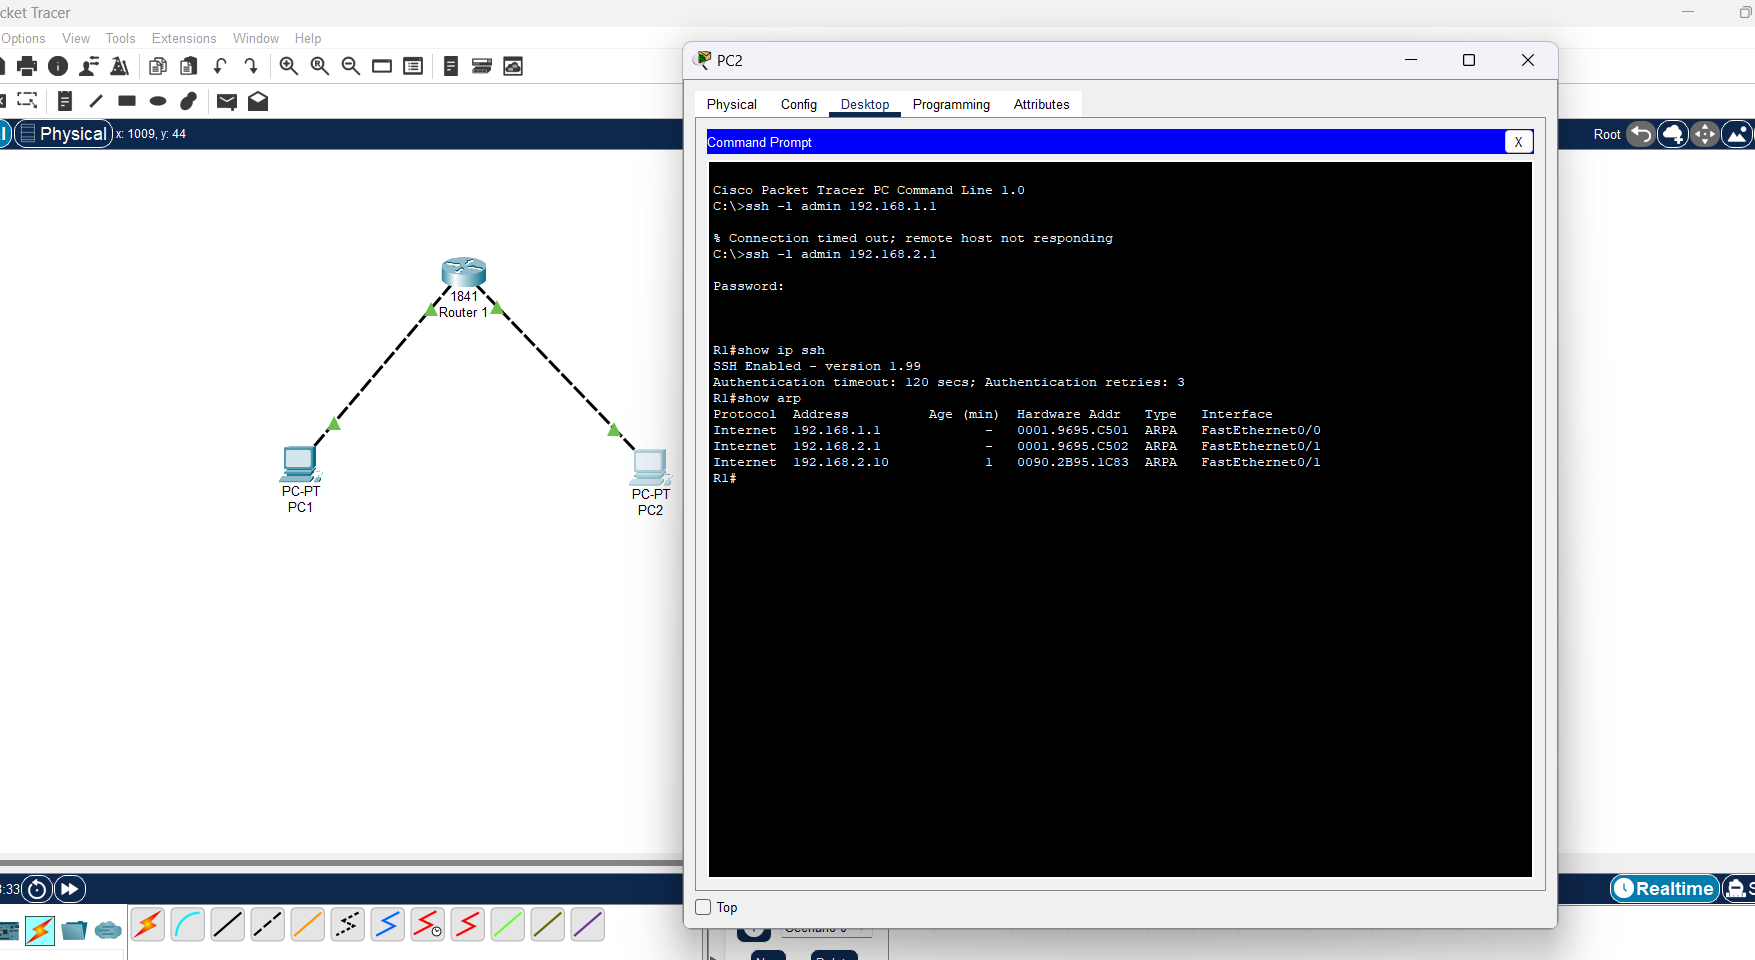 cket Tracer
Options View Tools Extensions Window Help
Physical x: 1009, y: 44
Root
1841
Router 1
PC-PT
PC1
PC-PT
PC2
PC2
Physical Config Desktop Programming Attributes
Command Prompt X
Cisco Packet Tracer PC Command Line 1.0
C:\>ssh -l admin 192.168.1.1
% Connection timed out; remote host not responding
C:\>ssh -l admin 192.168.2.1
Password:
R1#show ip ssh
SSH Enabled - version 1.99
Authentication timeout: 120 secs; Authentication retries: 3
R1#show arp
Protocol Address Age (min) Hardware Addr Type Interface
Internet 192.168.1.1 - 0001.9695.C501 ARPA FastEthernet0/0
Internet 192.168.2.1 - 0001.9695.C502 ARPA FastEthernet0/1
Internet 192.168.2.10 1 0090.2B95.1C83 ARPA FastEthernet0/1
R1#
Top
:33
Realtime S